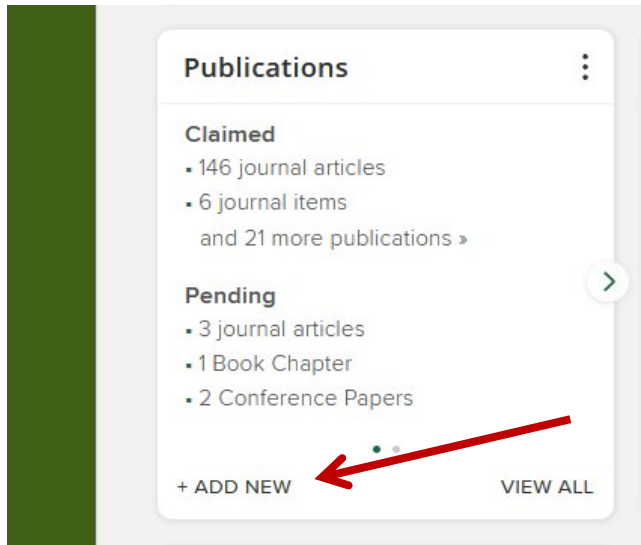 Publications
Claimed
▪ 146 journal articles
▪ 6 journal items
and 21 more publications »
Pending
▪ 3 journal articles
▪ 1 Book Chapter
▪ 2 Conference Papers
+ ADD NEW VIEW ALL